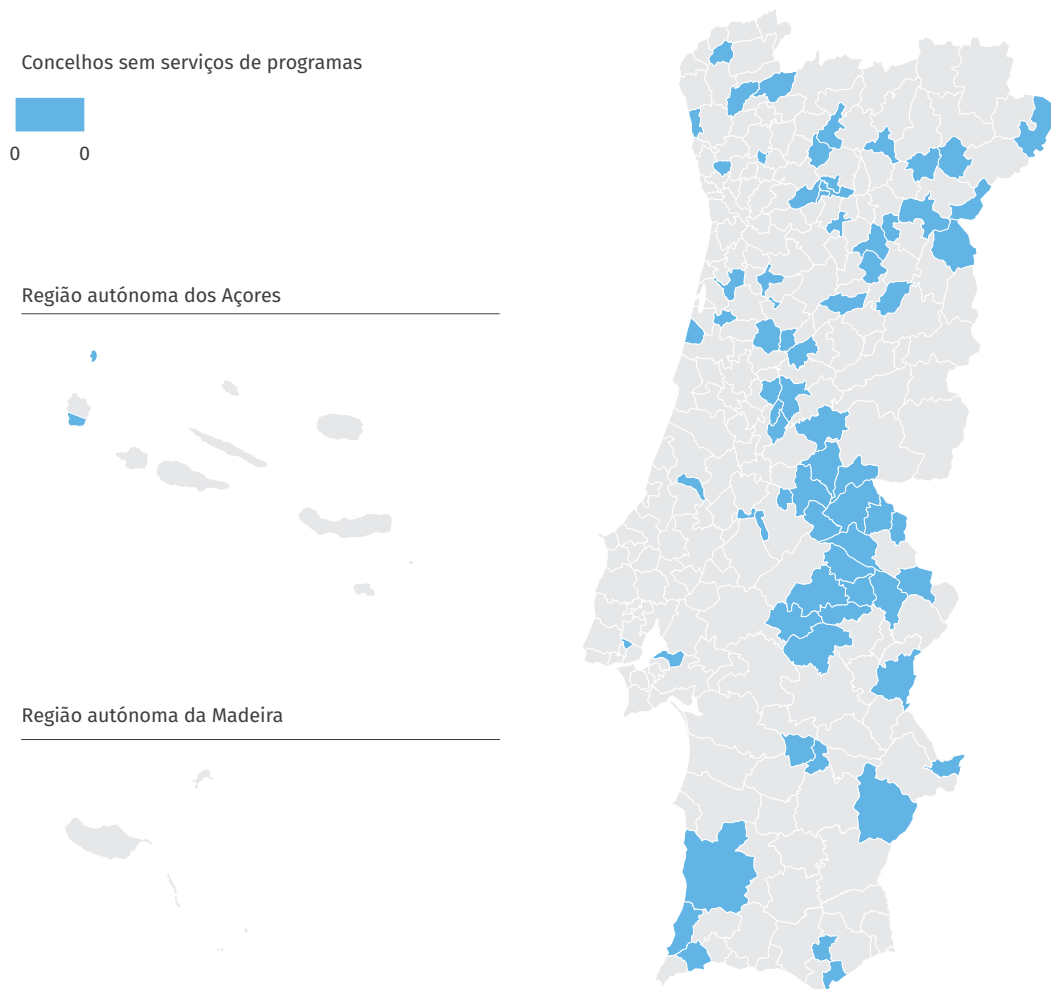 Concelhos sem serviços de programas
0 0
Região autónoma dos Açores
Região autónoma da Madeira